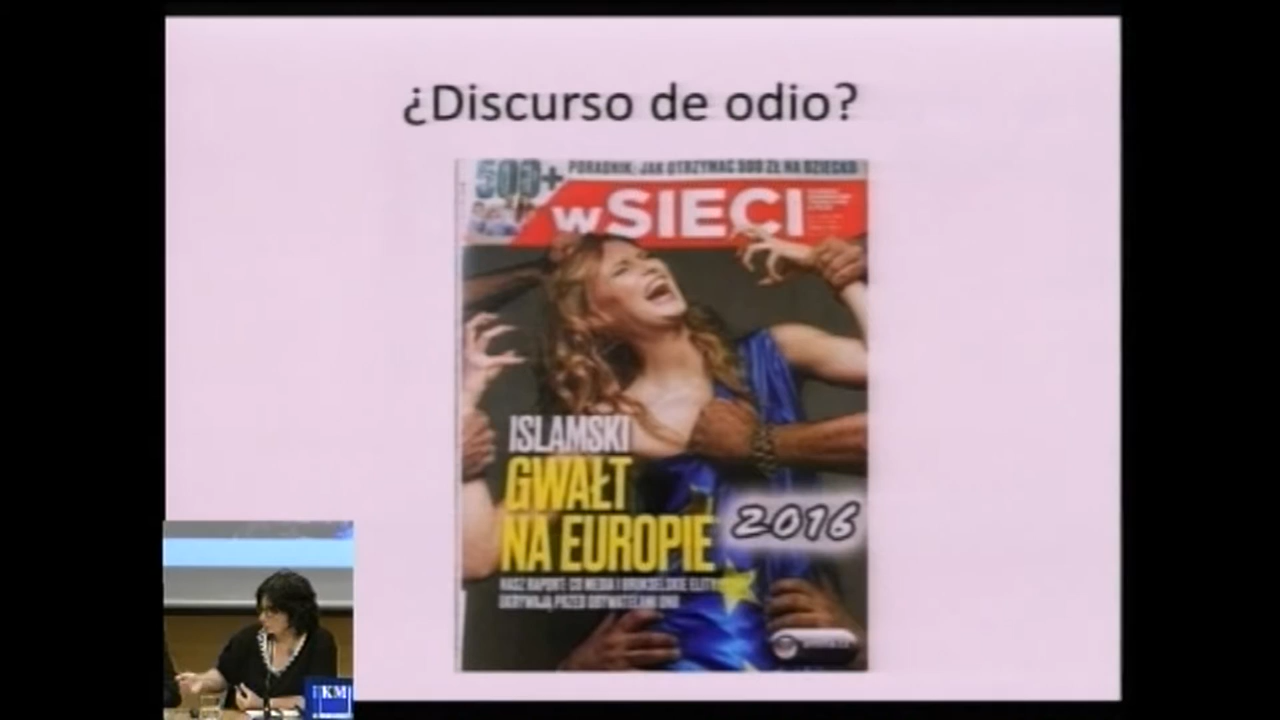 ¿Discurso de odio?
500+
PORADNIK: JAK OTRZYMAĆ 500 ZŁ NA DZIECKO
wSIECI
ISLAMSKI
GWAŁT
NA EUROPIE
2016
NASZ RAPORT: CO MEDIA I BRUKSELSKIE ELITY
UKRYWAJĄ PRZED OBYWATELAMI UNII
KM